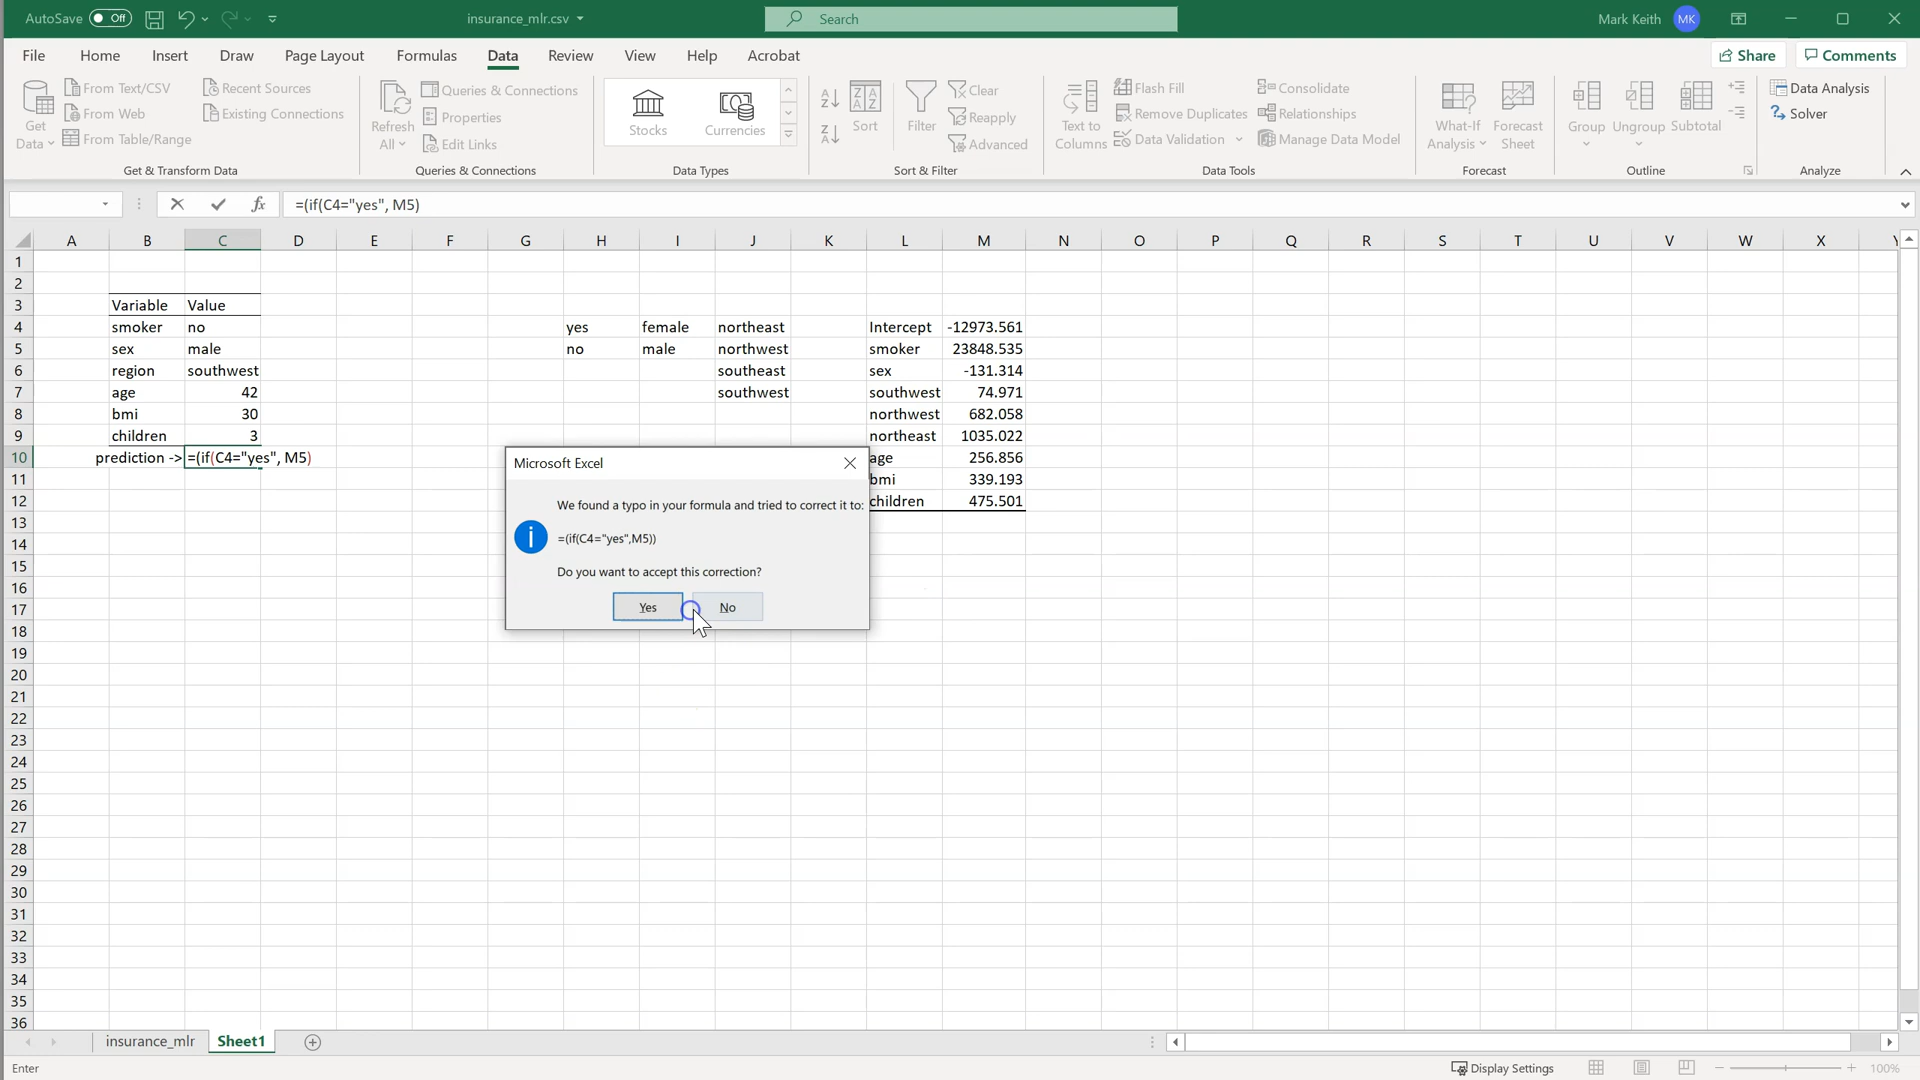 AutoSave Off insurance_mlr.csv Search Mark Keith MK
File Home Insert Draw Page Layout Formulas Data Review View Help Acrobat Share Comments
Get Data
From Text/CSV
From Web
From Table/Range
Recent Sources
Existing Connections
Get & Transform Data
Refresh All
Queries & Connections
Properties
Edit Links
Queries & Connections
Stocks Currencies
Data Types
Sort
Filter
Clear
Reapply
Advanced
Sort & Filter
Text to Columns
Flash Fill
Remove Duplicates
Data Validation
Consolidate
Relationships
Manage Data Model
Data Tools
What-If Analysis
Forecast Sheet
Forecast
Group Ungroup Subtotal
Outline
Data Analysis
Solver
Analyze
fx =(if(C4="yes", M5)
A B C D E F G H I J K L M N O P Q R S T U V W X
1
2
3 Variable Value
4 smoker no yes female northeast Intercept -12973.561
5 sex male no male northwest smoker 23848.535
6 region southwest southeast sex -131.314
7 age 42 southwest southwest 74.971
8 bmi 30 northwest 682.058
9 children 3 northeast 1035.022
10 prediction -> =(if(C4="yes", M5) age 256.856
11 bmi 339.193
12 children 475.501
13
14
15
16
17
18
19
20
21
22
23
24
25
26
27
28
29
30
31
32
33
34
35
36
Microsoft Excel
We found a typo in your formula and tried to correct it to:
=(if(C4="yes",M5))
Do you want to accept this correction?
Yes No
insurance_mlr Sheet1
Enter Display Settings 100%